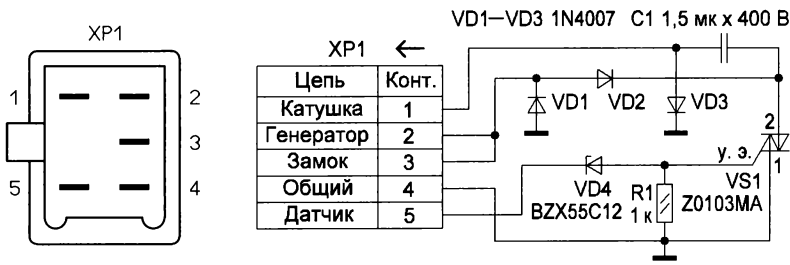 XP1
1
2
3
5
4
VD1–VD3 1N4007 C1 1,5 мк x 400 В
XP1
Цепь Конт.
Катушка 1
Генератор 2
Замок 3
Общий 4
Датчик 5
VD1
VD2
VD3
VD4
BZX55C12
R1
1 к
у. э.
2
1
VS1
Z0103MA